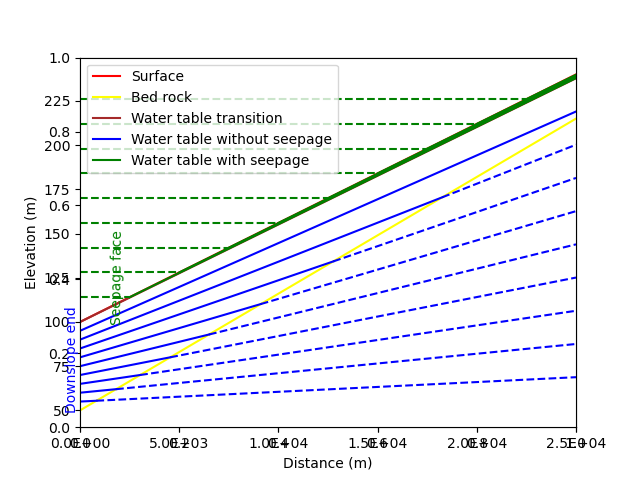 1.0
Surface
Bed rock
225
Water table transition
0.8
Water table without seepage
200
Water table with seepage
175
0.6
Elevation (m)
150
Seepage face
125
0.4
100
Downslope end
0.2
75
50
0.0
0.0E+00 5.0E+03 1.0E+04 1.5E+04 2.0E+04 2.5E+04
Distance (m)